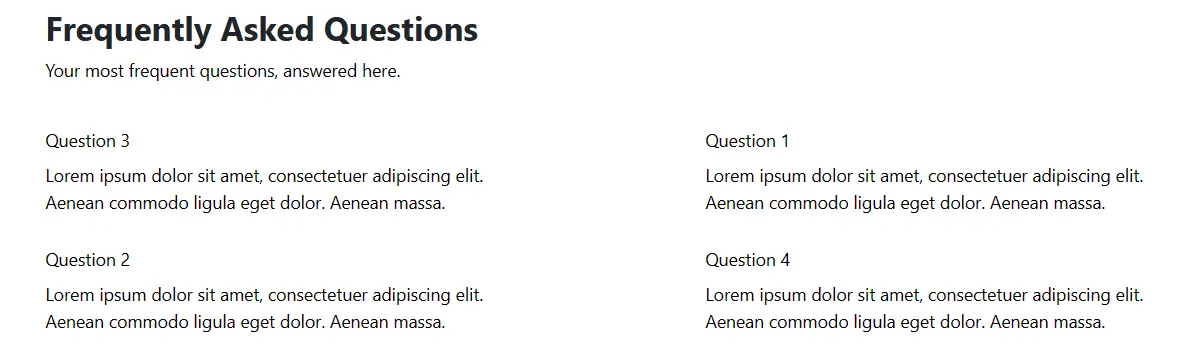 Frequently Asked Questions
Your most frequent questions, answered here.
Question 3
Lorem ipsum dolor sit amet, consectetuer adipiscing elit.
Aenean commodo ligula eget dolor. Aenean massa.
Question 1
Lorem ipsum dolor sit amet, consectetuer adipiscing elit.
Aenean commodo ligula eget dolor. Aenean massa.
Question 2
Lorem ipsum dolor sit amet, consectetuer adipiscing elit.
Aenean commodo ligula eget dolor. Aenean massa.
Question 4
Lorem ipsum dolor sit amet, consectetuer adipiscing elit.
Aenean commodo ligula eget dolor. Aenean massa.